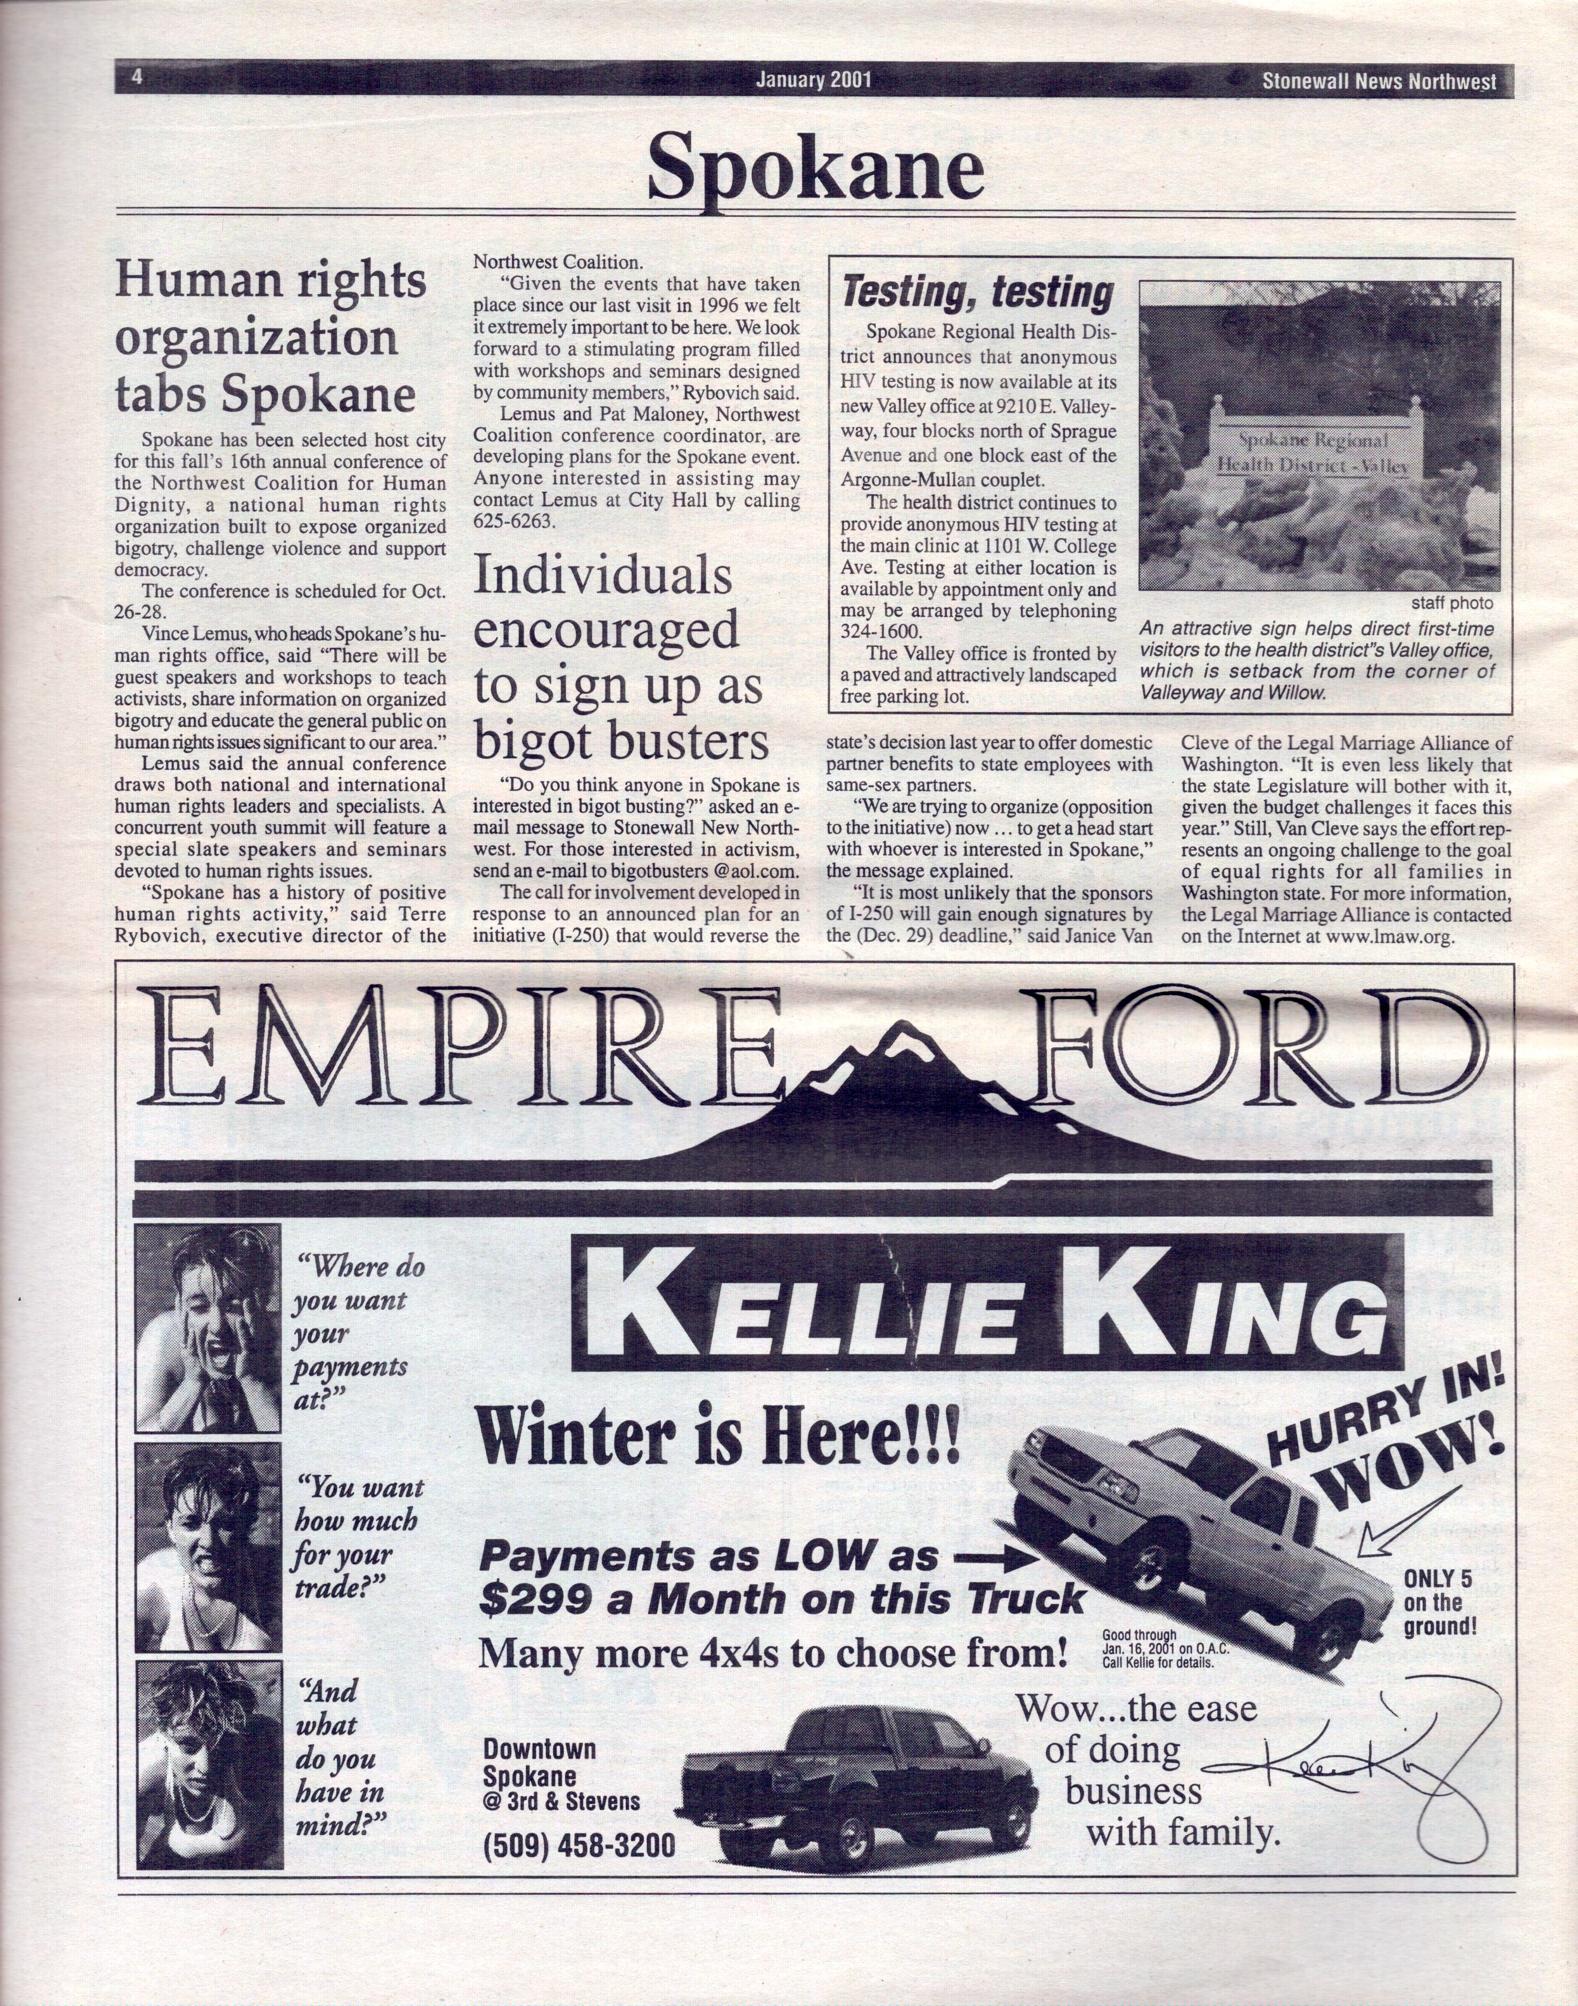 4
January 2001
Stonewall News Northwest
Spokane
Human rights
organization
tabs Spokane
Spokane has been selected host city
for this fall's 16th annual conference of
the Northwest Coalition for Human
Dignity, a national human rights
organization built to expose organized
bigotry, challenge violence and support
democracy.
The conference is scheduled for Oct.
26-28.
Vince Lemus, who heads Spokane's hu-
man rights office, said “There will be
guest speakers and workshops to teach
activists, share information on organized
bigotry and educate the general public on
human rights issues significant to our area.”
Lemus said the annual conference
draws both national and international
human rights leaders and specialists. A
concurrent youth summit will feature a
special slate speakers and seminars
devoted to human rights issues.
“Spokane has a history of positive
human rights activity,” said Terre
Rybovich, executive director of the
Northwest Coalition.
“Given the events that have taken
place since our last visit in 1996 we felt
it extremely important to be here. We look
forward to a stimulating program filled
with workshops and seminars designed
by community members,” Rybovich said.
Lemus and Pat Maloney, Northwest
Coalition conference coordinator, are
developing plans for the Spokane event.
Anyone interested in assisting may
contact Lemus at City Hall by calling
625-6263.
Individuals
encouraged
to sign up as
bigot busters
“Do you think anyone in Spokane is
interested in bigot busting?” asked an e-
mail message to Stonewall New North-
west. For those interested in activism,
send an e-mail to bigotbusters @aol.com.
The call for involvement developed in
response to an announced plan for an
initiative (I-250) that would reverse the
state's decision last year to offer domestic
partner benefits to state employees with
same-sex partners.
“We are trying to organize (opposition
to the initiative) now ... to get a head start
with whoever is interested in Spokane,”
the message explained.
“It is most unlikely that the sponsors
of I-250 will gain enough signatures by
the (Dec. 29) deadline,” said Janice Van
Cleve of the Legal Marriage Alliance of
Washington. “It is even less likely that
the state Legislature will bother with it,
given the budget challenges it faces this
year.” Still, Van Cleve says the effort rep-
resents an ongoing challenge to the goal
of equal rights for all families in
Washington state. For more information,
the Legal Marriage Alliance is contacted
on the Internet at www.lmaw.org.
Testing, testing
Spokane Regional Health Dis-
trict announces that anonymous
HIV testing is now available at its
new Valley office at 9210 E. Valley-
way, four blocks north of Sprague
Avenue and one block east of the
Argonne-Mullan couplet.
The health district continues to
provide anonymous HIV testing at
the main clinic at 1101 W. College
Ave. Testing at either location is
available by appointment only and
may be arranged by telephoning
324-1600.
The Valley office is fronted by
a paved and attractively landscaped
free parking lot.
Spokane Regional
Health District - Valley
staff photo
An attractive sign helps direct first-time
visitors to the health district"s Valley office,
which is setback from the corner of
Valleyway and Willow.
EMPIRE FORD
“Where do
you want
your
payments
at?”
“You want
how much
for your
trade?”
“And
what
do you
have in
mind?”
KELLIE KING
Winter is Here!!!
HURRY IN!
WOW!
Payments as LOW as
$299 a Month on this Truck
ONLY 5
on the
ground!
Many more 4x4s to choose from!
Good through
Jan. 16, 2001 on O.A.C.
Call Kellie for details.
Downtown
Spokane
@ 3rd & Stevens
(509) 458-3200
Wow...the ease
of doing
business
with family.
Kellie King